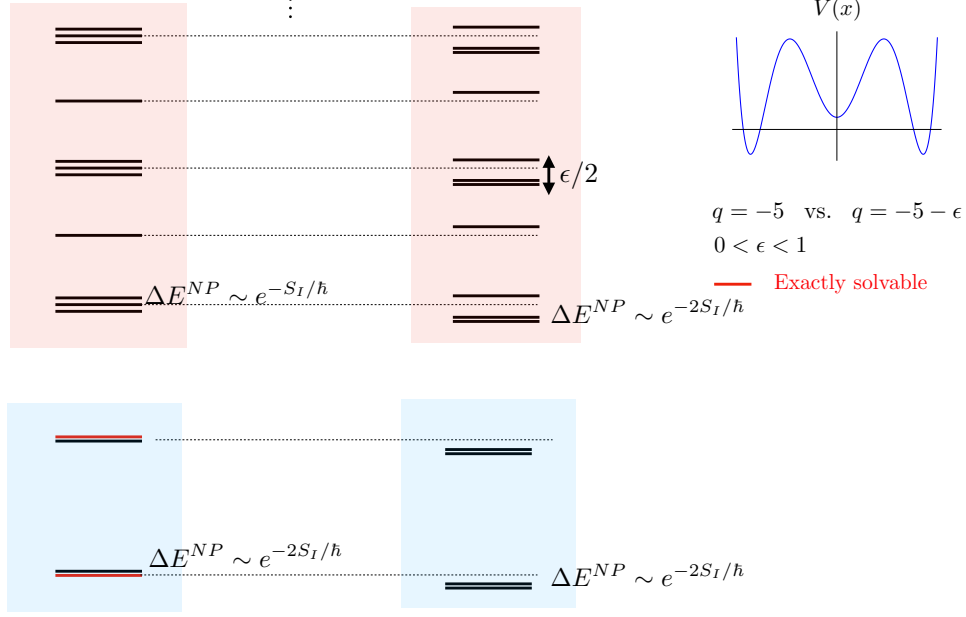 ⋮
V(x)
ϵ/2
q = −5 vs. q = −5 − ϵ
0 < ϵ < 1
Exactly solvable
ΔE^{NP} ∼ e^{−S_I/ℏ}
ΔE^{NP} ∼ e^{−2S_I/ℏ}
ΔE^{NP} ∼ e^{−2S_I/ℏ}
ΔE^{NP} ∼ e^{−2S_I/ℏ}